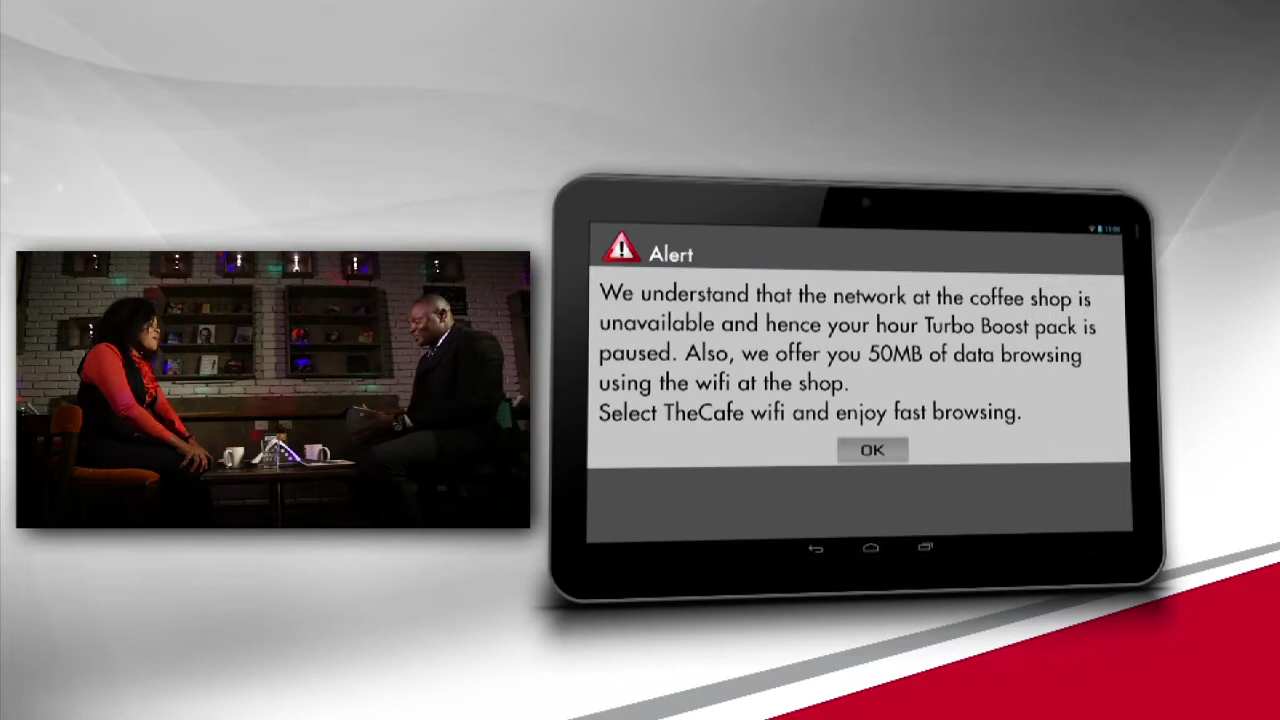 Alert
We understand that the network at the coffee shop is
unavailable and hence your hour Turbo Boost pack is
paused. Also, we offer you 50MB of data browsing
using the wifi at the shop.
Select TheCafe wifi and enjoy fast browsing.
OK